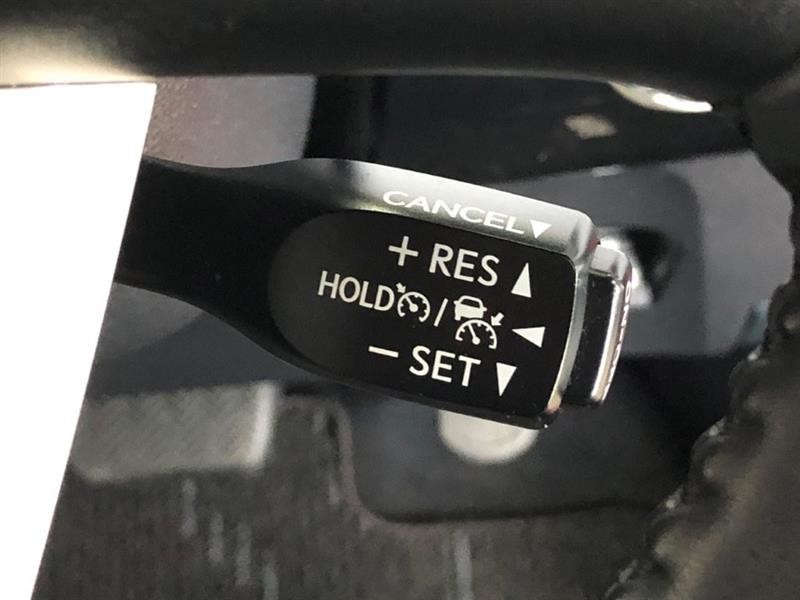 CANCEL▼
+ RES ▲
HOLD / ◄
− SET ▼